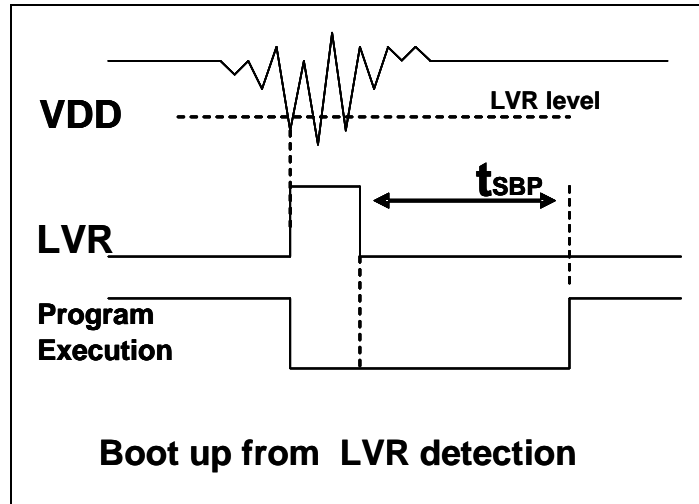 VDD
LVR level
tSBP
LVR
Program
Execution
Boot up from LVR detection